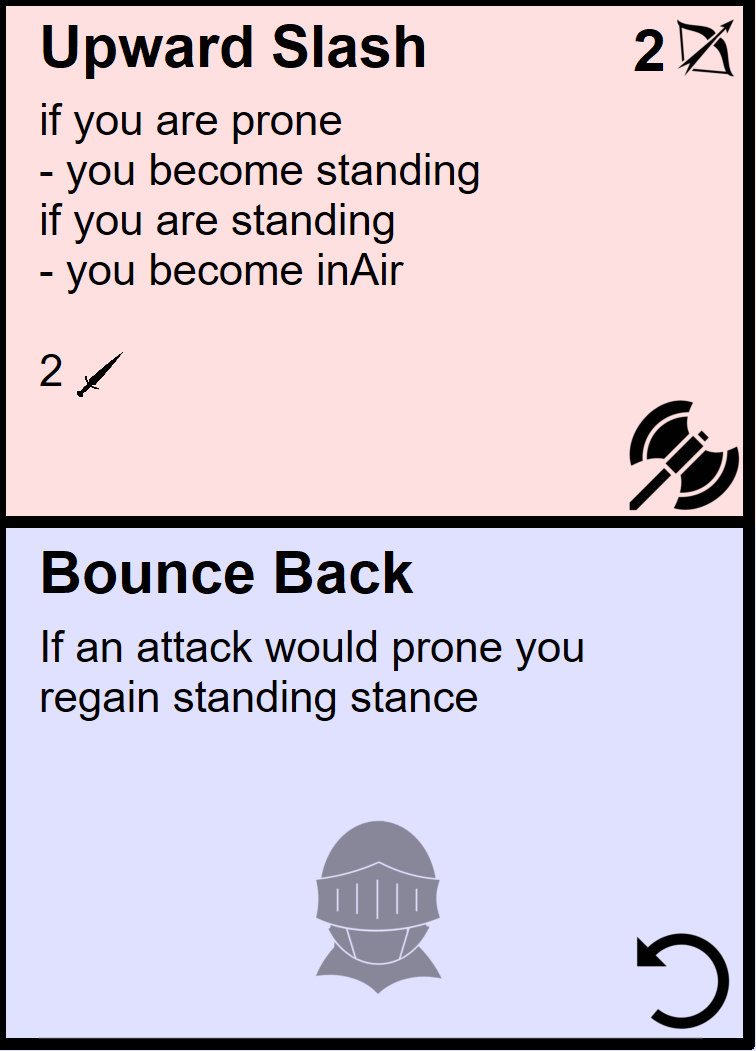 Upward Slash
2
if you are prone
- you become standing
if you are standing
- you become inAir
2
Bounce Back
If an attack would prone you
regain standing stance